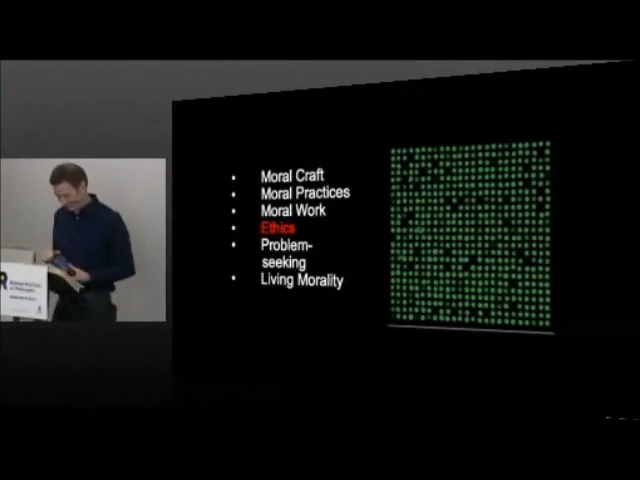 Moral Craft
Moral Practices
Moral Work
Ethics
Problem-
seeking
Living Morality
R